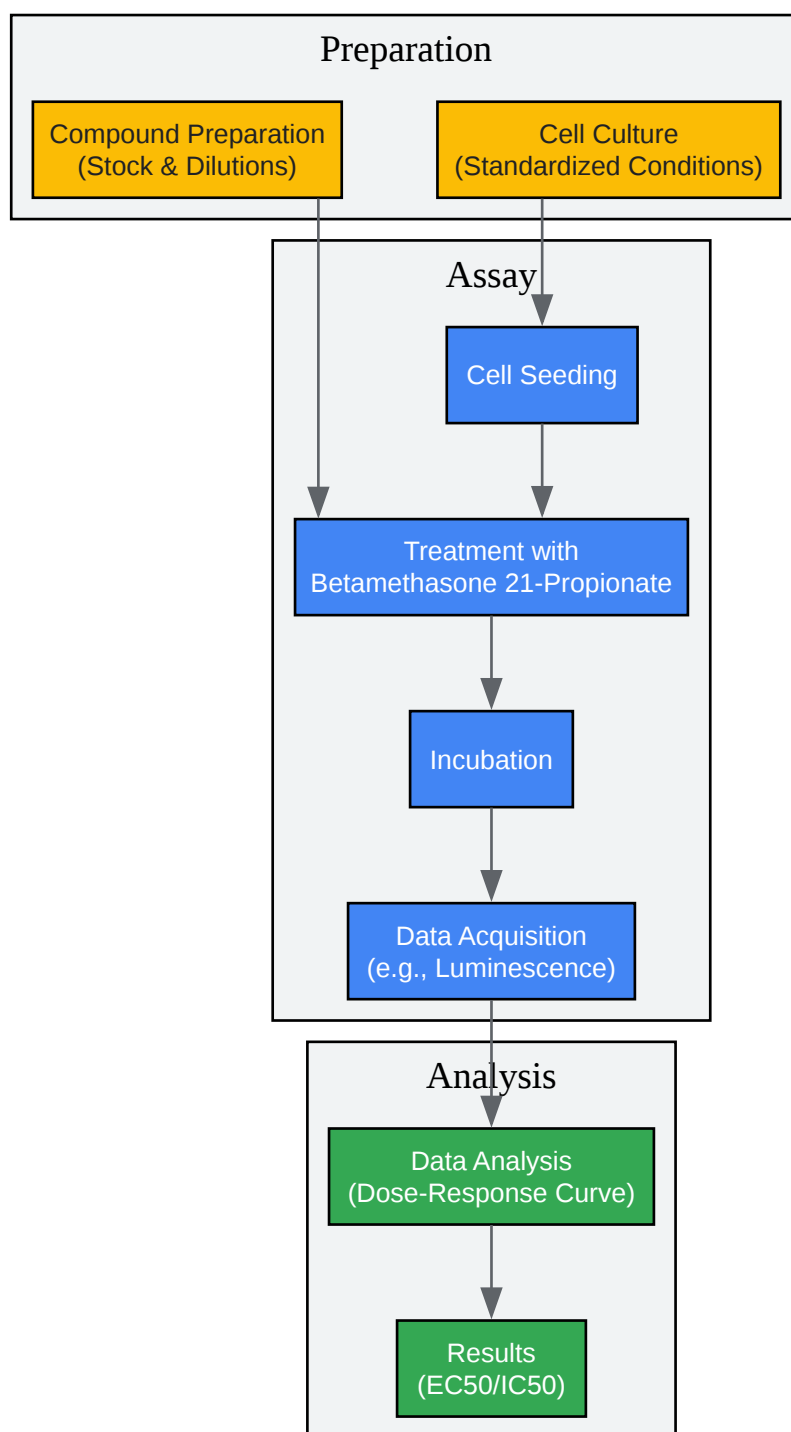 Preparation
Compound Preparation
(Stock & Dilutions)
Cell Culture
(Standardized Conditions)
Assay
Cell Seeding
Treatment with
Betamethasone 21-Propionate
Incubation
Data Acquisition
(e.g., Luminescence)
Analysis
Data Analysis
(Dose-Response Curve)
Results
(EC50/IC50)